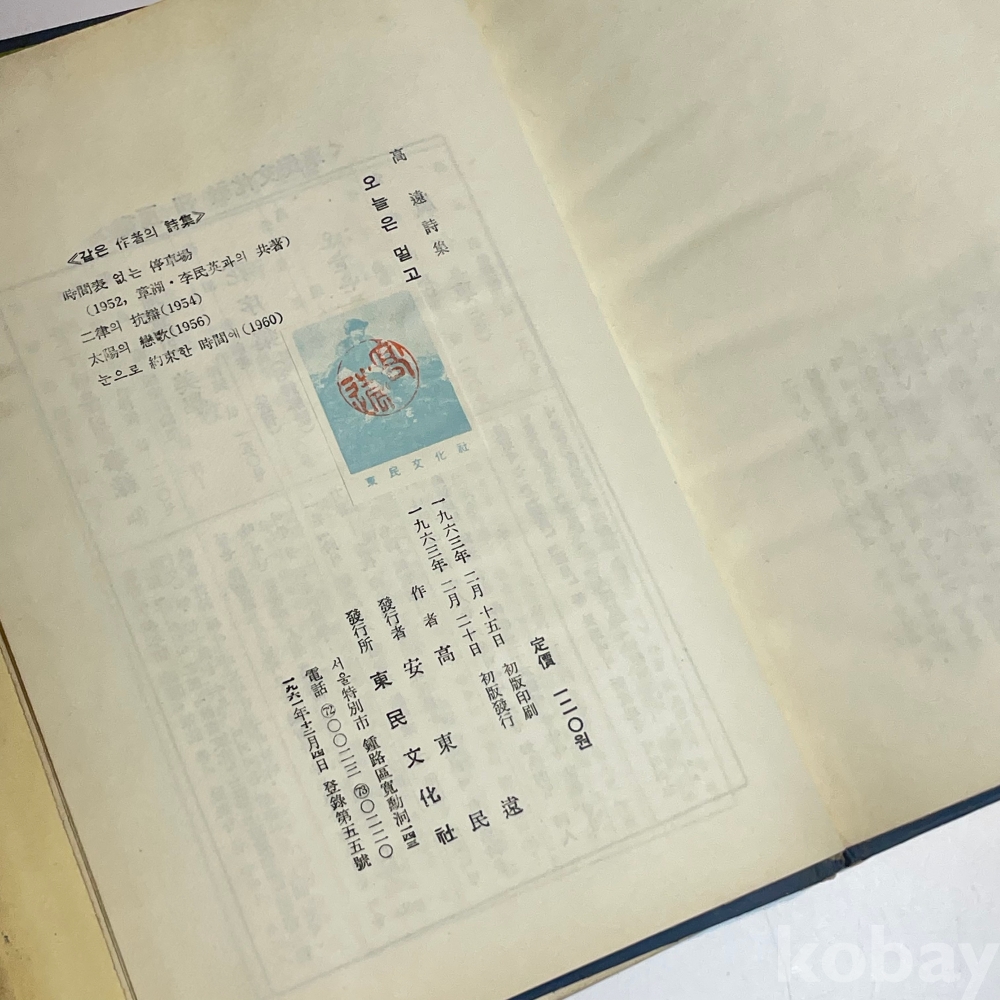 高遠詩集
오늘은 멀고
《같은 作者의 詩集》
時間表 없는 停車場
(1952, 章湖·李民英과의 共著)
二律의 抗辯(1954)
太陽의 戀歌(1956)
눈으로 約束한 時間에(1960)
東民文化社
定價 一二〇원
一九六三年 二月 十五日 初版印刷
一九六三年 二月 二十日 初版發行
作者 高遠
發行者 安東民
發行所 東民文化社
서울特別市 鍾路區寬勳洞一四三
電話 ⑫〇〇二三 ⑬〇二二〇
一九六一年十二月四日 登錄第五五號
kobay